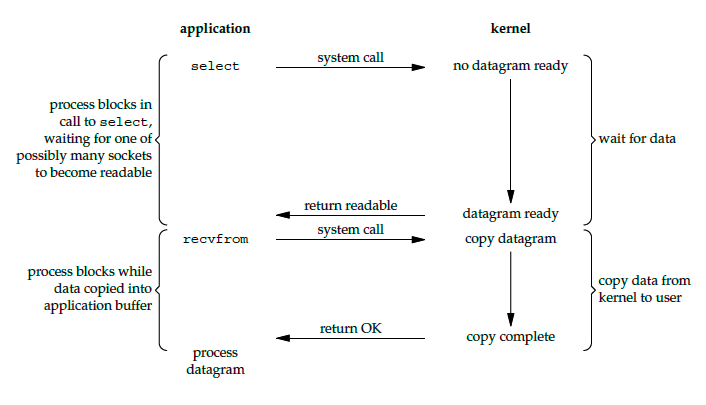 application
kernel
select
system call
no datagram ready
process blocks in
call to select,
waiting for one of
possibly many sockets
to become readable
wait for data
return readable
datagram ready
recvfrom
system call
copy datagram
process blocks while
data copied into
application buffer
copy data from
kernel to user
return OK
copy complete
process
datagram